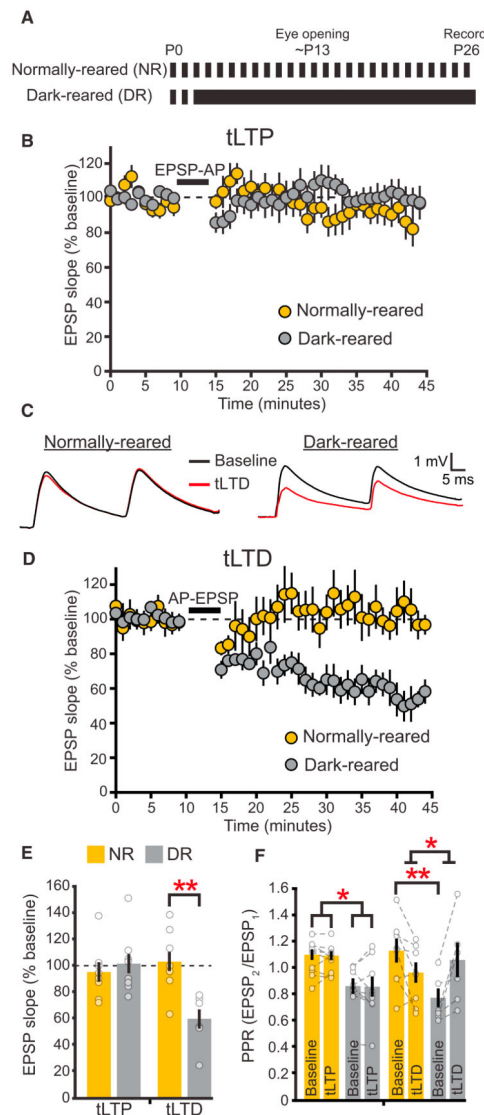 A
Eye opening
Record
P0
~P13
P26
Normally-reared (NR)
Dark-reared (DR)
B
tLTP
EPSP-AP
EPSP slope (% baseline)
120
100
80
60
40
20
0
Normally-reared
Dark-reared
0 5 10 15 20 25 30 35 40 45
Time (minutes)
C
Normally-reared
Dark-reared
Baseline
tLTD
1 mV
5 ms
D
tLTD
AP-EPSP
EPSP slope (% baseline)
120
100
80
60
40
20
0
Normally-reared
Dark-reared
0 5 10 15 20 25 30 35 40 45
Time (minutes)
E
NR DR
EPSP slope (% baseline)
160
140
120
100
80
60
40
20
0
**
tLTP tLTD
F
PPR (EPSP2/EPSP1)
1.6
1.4
1.2
1.0
0.8
0.6
0.4
0.2
0.0
*
**
*
Baseline
tLTP
Baseline
tLTP
Baseline
tLTD
Baseline
tLTD